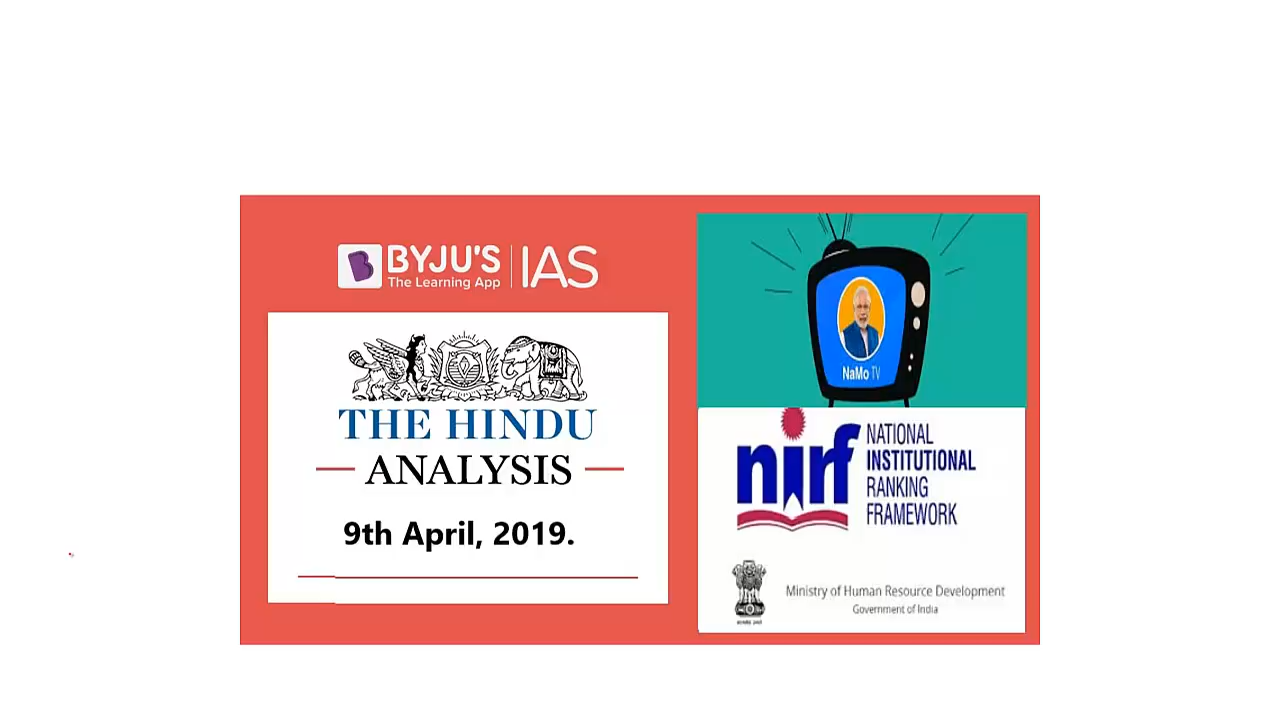 BYJU'S
The Learning App
IAS
THE HINDU
ANALYSIS
9th April, 2019.
NaMo TV
nirf
NATIONAL
INSTITUTIONAL
RANKING
FRAMEWORK
Ministry of Human Resource Development
Government of India